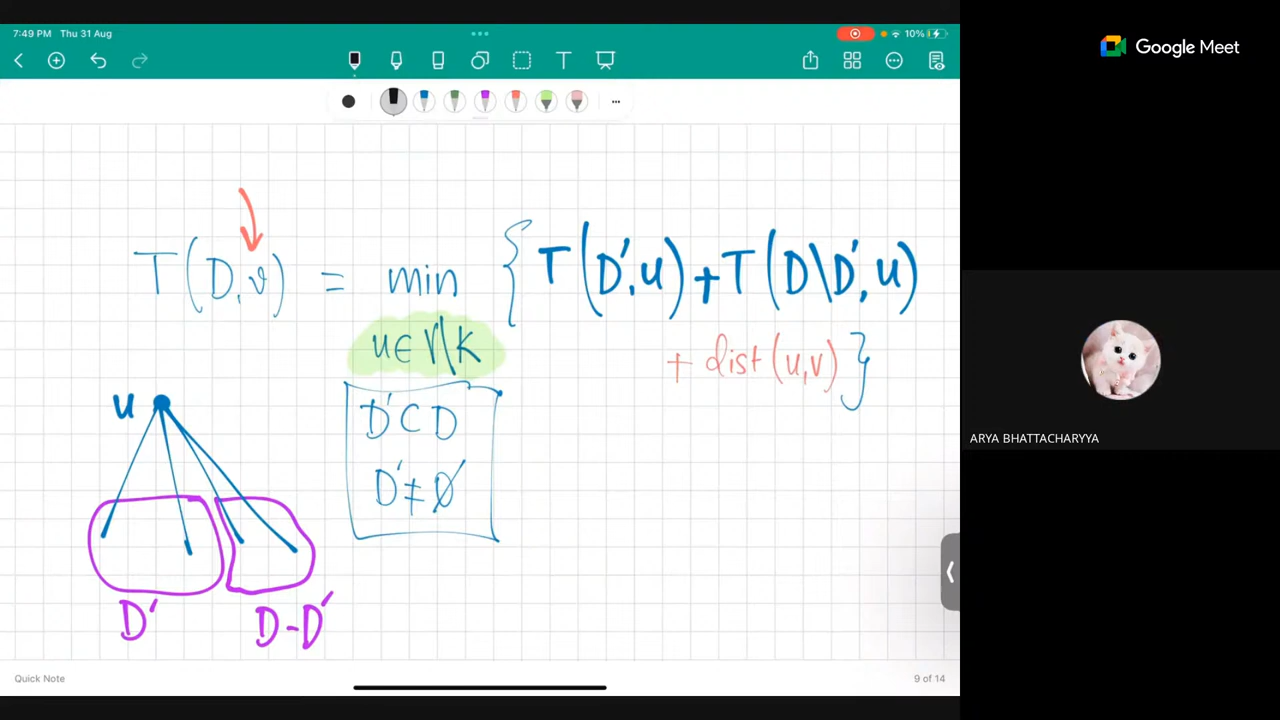 7:49 PM Thu 31 Aug
10%
Google Meet
T(D,v) = min { T(D',u) + T(D\D',u)
u∈V\K + dist(u,v) }
u
D'⊂D
D'≠∅
D' D-D'
ARYA BHATTACHARYYA
Quick Note 9 of 14